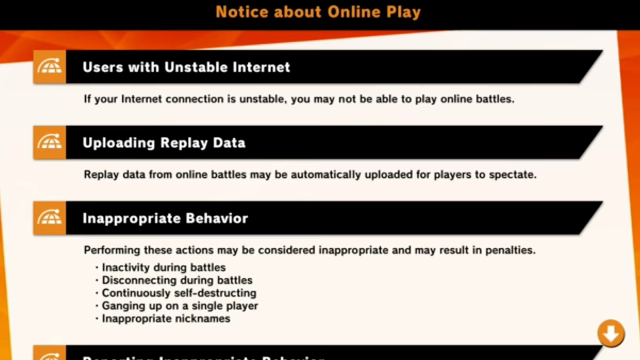 Notice about Online Play
Users with Unstable Internet
If your Internet connection is unstable, you may not be able to play online battles.
Uploading Replay Data
Replay data from online battles may be automatically uploaded for players to spectate.
Inappropriate Behavior
Performing these actions may be considered inappropriate and may result in penalties.
· Inactivity during battles
· Disconnecting during battles
· Continuously self-destructing
· Ganging up on a single player
· Inappropriate nicknames
Reporting Inappropriate Behavior